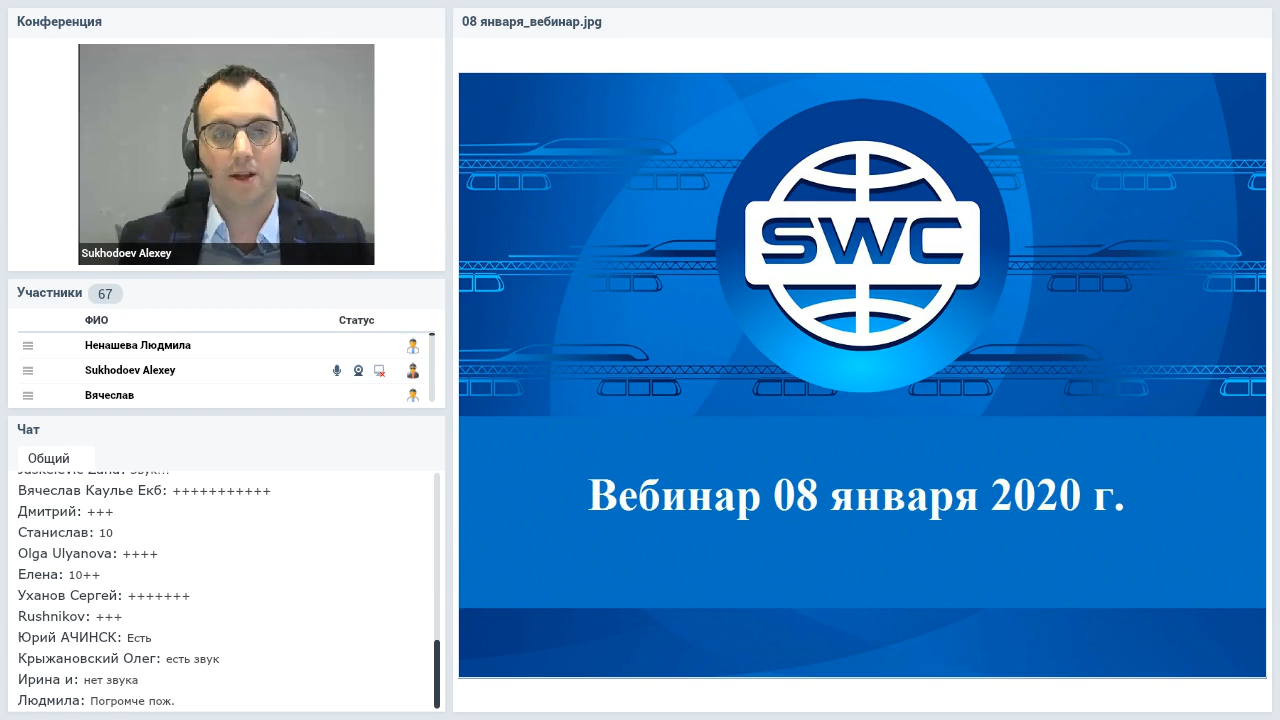 Конференция
Sukhodoev Alexey
Участники 67
ФИО Статус
Ненашева Людмила
Sukhodoev Alexey
Вячеслав
Чат
Общий
Вячеслав Каулье Екб: +++++++++++
Дмитрий: +++
Станислав: 10
Olga Ulyanova: ++++
Елена: 10++
Уханов Сергей: +++++++
Rushnikov: +++
Юрий АЧИНСК: Есть
Крыжановский Олег: есть звук
Ирина и: нет звука
Людмила: Погромче пож.
08 января_вебинар.jpg
SWC
Вебинар 08 января 2020 г.